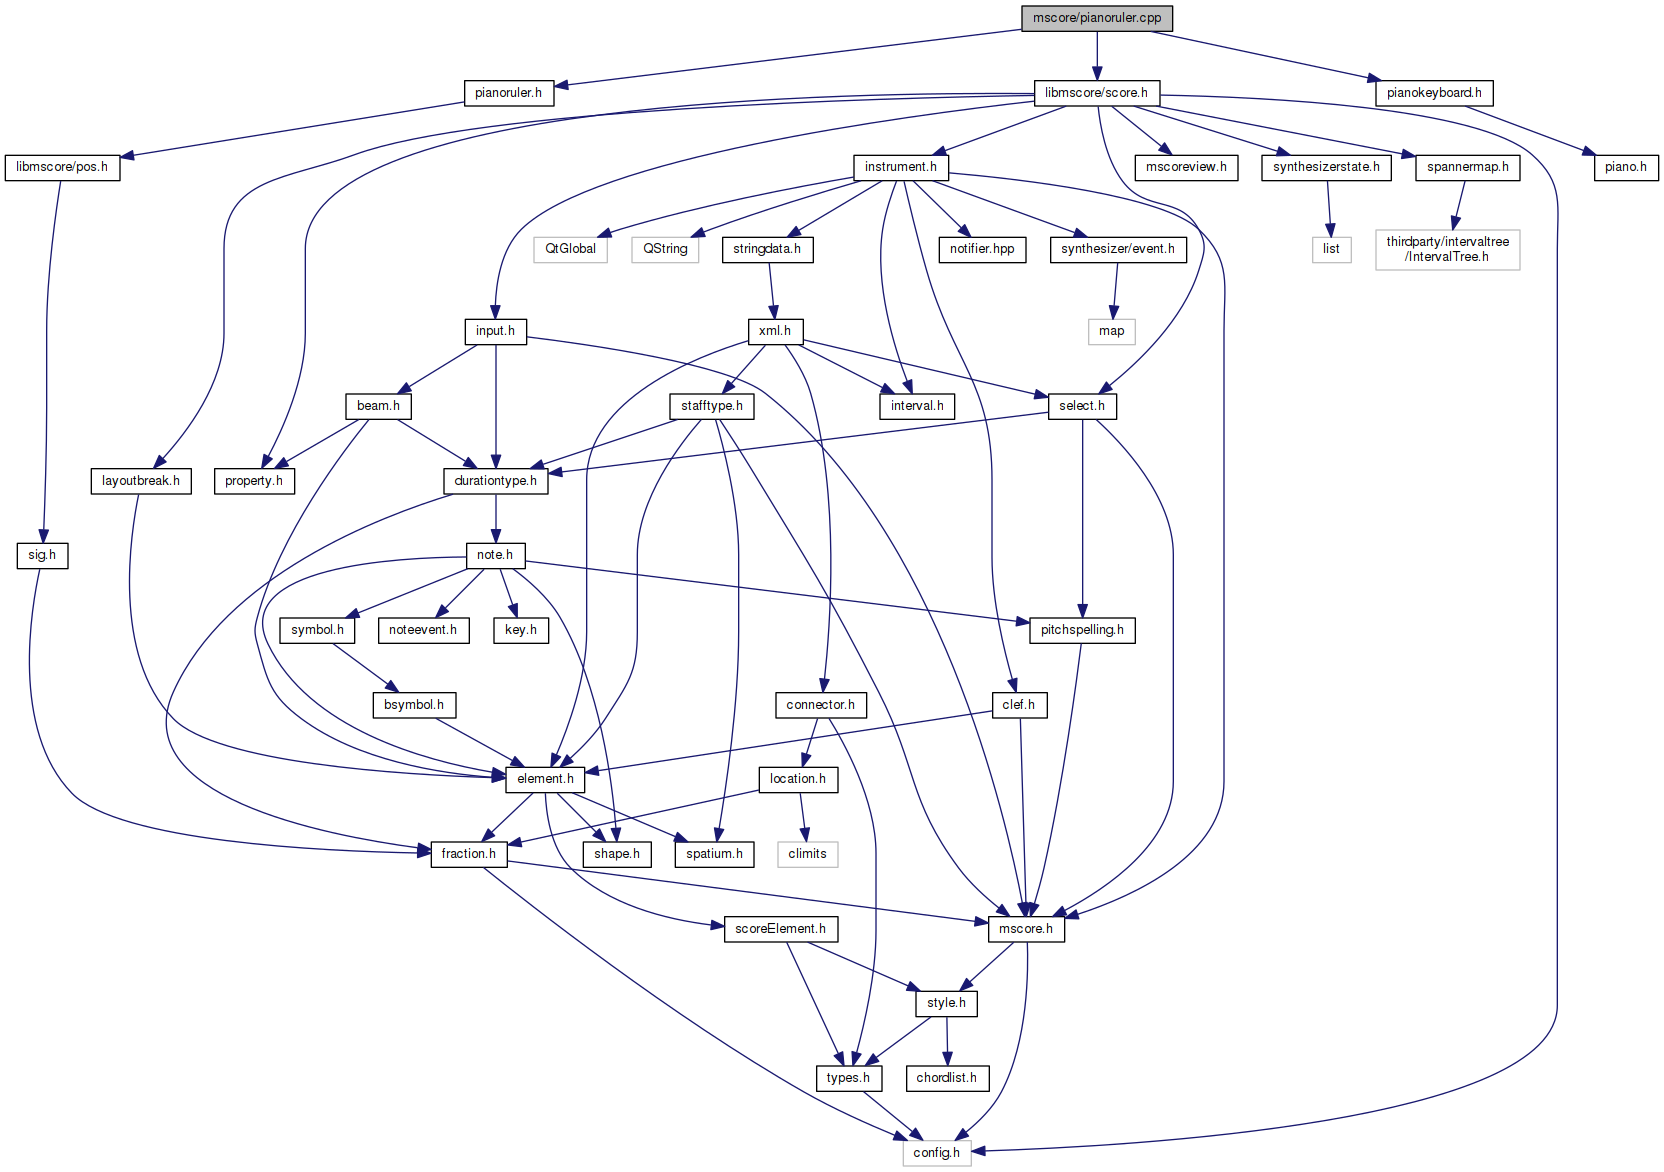 mscore/pianoruler.cpp
pianoruler.h
libmscore/score.h
pianokeyboard.h
libmscore/pos.h
instrument.h
mscoreview.h
synthesizerstate.h
spannermap.h
piano.h
QtGlobal
QString
stringdata.h
notifier.hpp
synthesizer/event.h
list
thirdparty/intervaltree
/IntervalTree.h
input.h
xml.h
map
beam.h
stafftype.h
interval.h
select.h
layoutbreak.h
property.h
durationtype.h
sig.h
note.h
symbol.h
noteevent.h
key.h
pitchspelling.h
bsymbol.h
connector.h
clef.h
element.h
location.h
fraction.h
shape.h
spatium.h
climits
scoreElement.h
mscore.h
style.h
types.h
chordlist.h
config.h